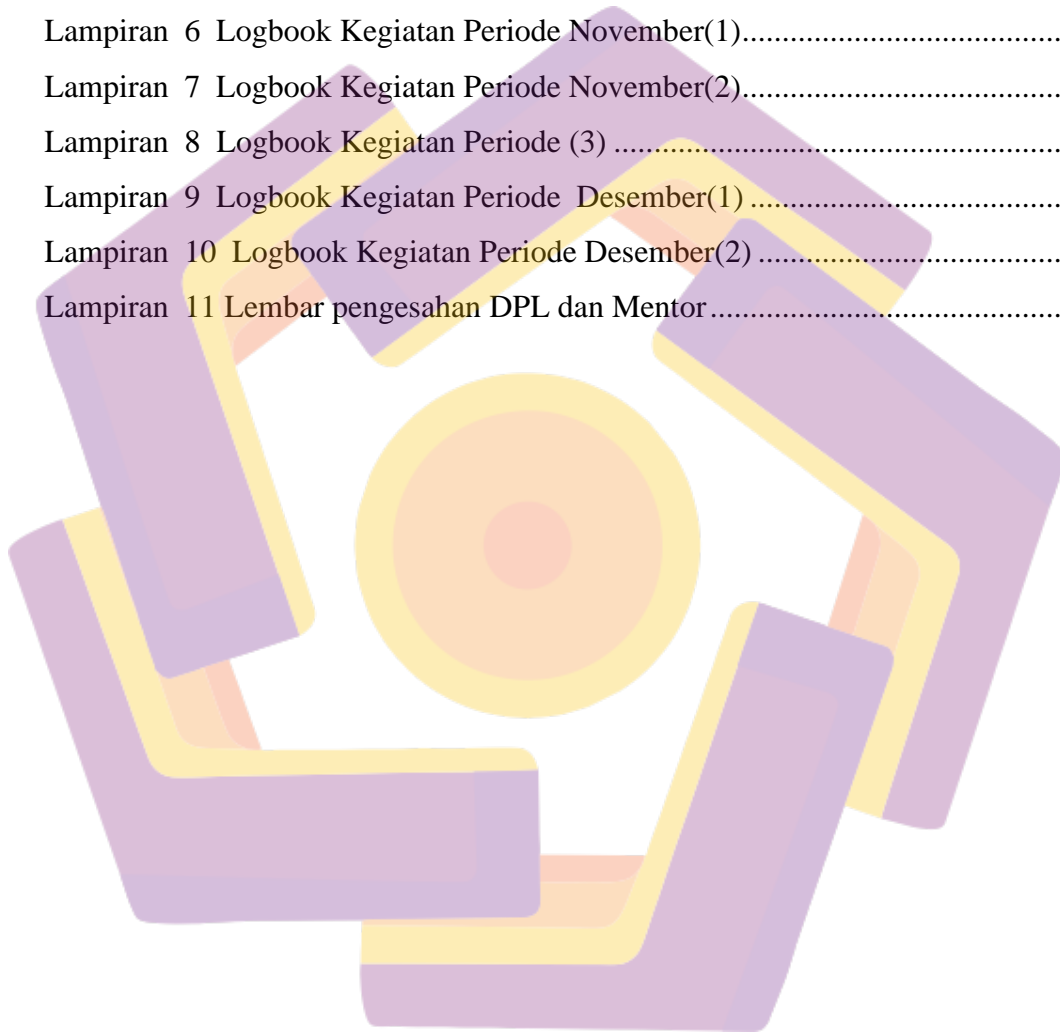 Lampiran  6  Logbook Kegiatan Periode November(1)....................................
Lampiran  7  Logbook Kegiatan Periode November(2)....................................
Lampiran  8  Logbook Kegiatan Periode (3) ..................................................
Lampiran  9  Logbook Kegiatan Periode  Desember(1) ...................................
Lampiran  10  Logbook Kegiatan Periode Desember(2) ..................................
Lampiran  11 Lembar pengesahan DPL dan Mentor ........................................